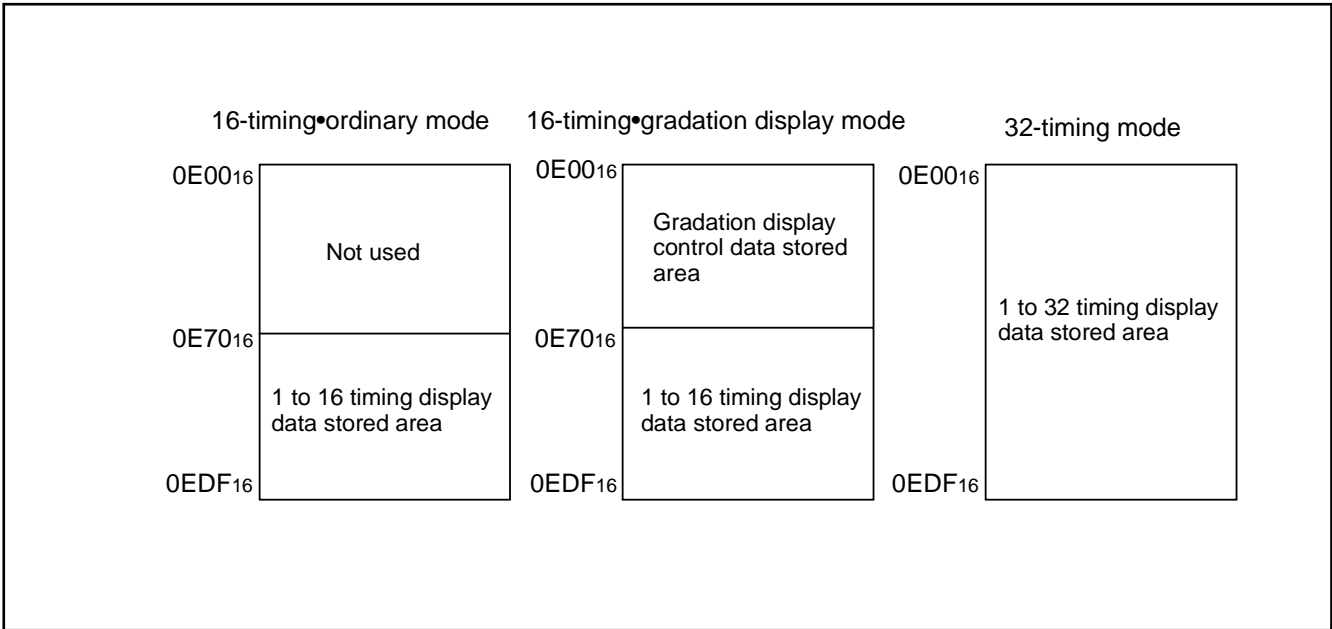 16-timing•ordinary mode
0E0016
Not used
0E7016
1 to 16 timing display
data stored area
0EDF16
16-timing•gradation display mode
0E0016
Gradation display
control data stored
area
0E7016
1 to 16 timing display
data stored area
0EDF16
32-timing mode
0E0016
1 to 32 timing display
data stored area
0EDF16